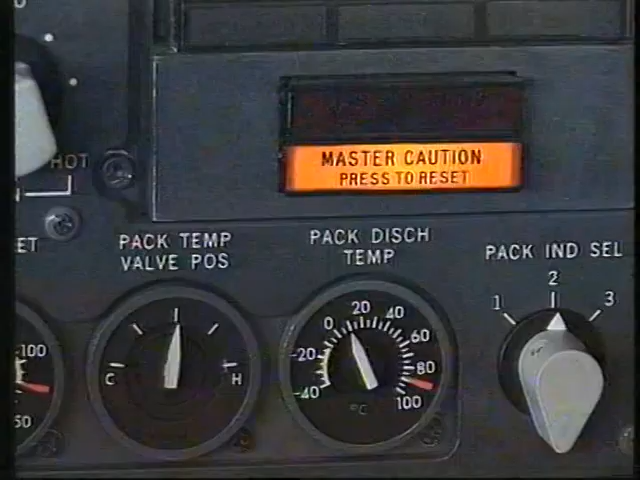 HOT
MASTER CAUTION
PRESS TO RESET
PACK TEMP
VALVE POS
PACK DISCH
TEMP
PACK IND SEL
1 2 3
C H
-40 -20 0 20 40 60 80 100
°C
100
50
ET